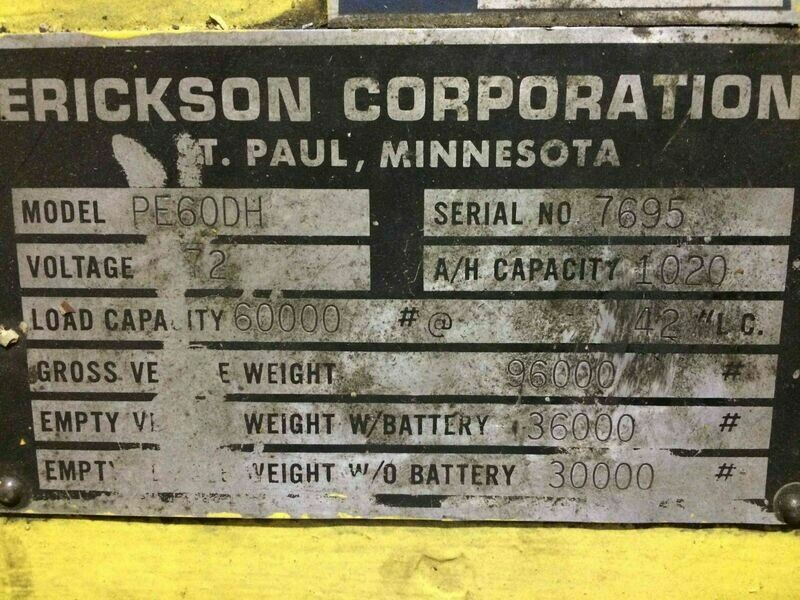 ERICKSON CORPORATION
T. PAUL, MINNESOTA
MODEL PE60DH SERIAL NO 7695
VOLTAGE 72 A/H CAPACITY 1020
LOAD CAPA ITY 60000 # @ 42 "L.C.
GROSS VE E WEIGHT 96000 #
EMPTY VE WEIGHT W/BATTERY 36000 #
EMPT WEIGHT W/O BATTERY 30000 #